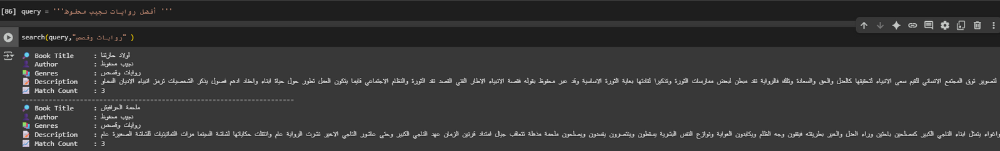 [86] query = '''أفضل روايات نجيب محفوظ '''
search(query,"روايات وقصص" )
Book Title : أولاد حارتنا
Author : نجيب محفوظ
Genres : روايات وقصص
Description : لتصوير توق المجتمع الانساني للقيم سعى الانبياء لتحقيقها كالعدل والحق والسعادة وتلك فالرواية نقد مبطن لبعض ممارسات الثورة وتذكيرا لقادتها بغاية الثورة الاساسية وقد عبر محفوظ بقوله فقصة الانبياء الاطار الفني القصد نقد الثورة والنظام الاجتماعي قايما يتكون العمل تطور حول حياة ابناء واحفاد ادهم فصول يذكر الشخصيات ترمز انبياء الاديان السماو
Match Count : 3
----------------------------------------------------------------------
Book Title : ملحمة الحرافيش
Author : نجيب محفوظ
Genres : روايات وقصص
Description : واغواء يتمثل ابناء الناجي الكبير كمصلحين باحثين وراء العدل والخير بطريقته فيقفون وجه الظلم ويكابدون الغواية ونوازع النفس البشرية يسقطون وينتصرون يفسدون ويصلحون ملحمة مذهلة تتعاقب جيال امتداد قرنين الزمان عهد الناجي الكبير وحتى عاشور الناجي الاخير نشرت الرواية عام وانتقلت حكاياتها لشاشة السينما مرات الثمانينيات للشاشة الصغيرة عام
Match Count : 3